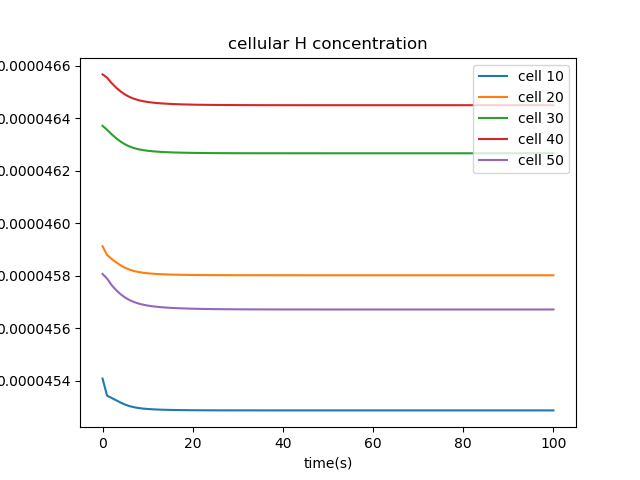 cellular H concentration
0.0000466
0.0000464
0.0000462
0.0000460
0.0000458
0.0000456
0.0000454
0
20
40
60
80
100
time(s)
cell 10
cell 20
cell 30
cell 40
cell 50